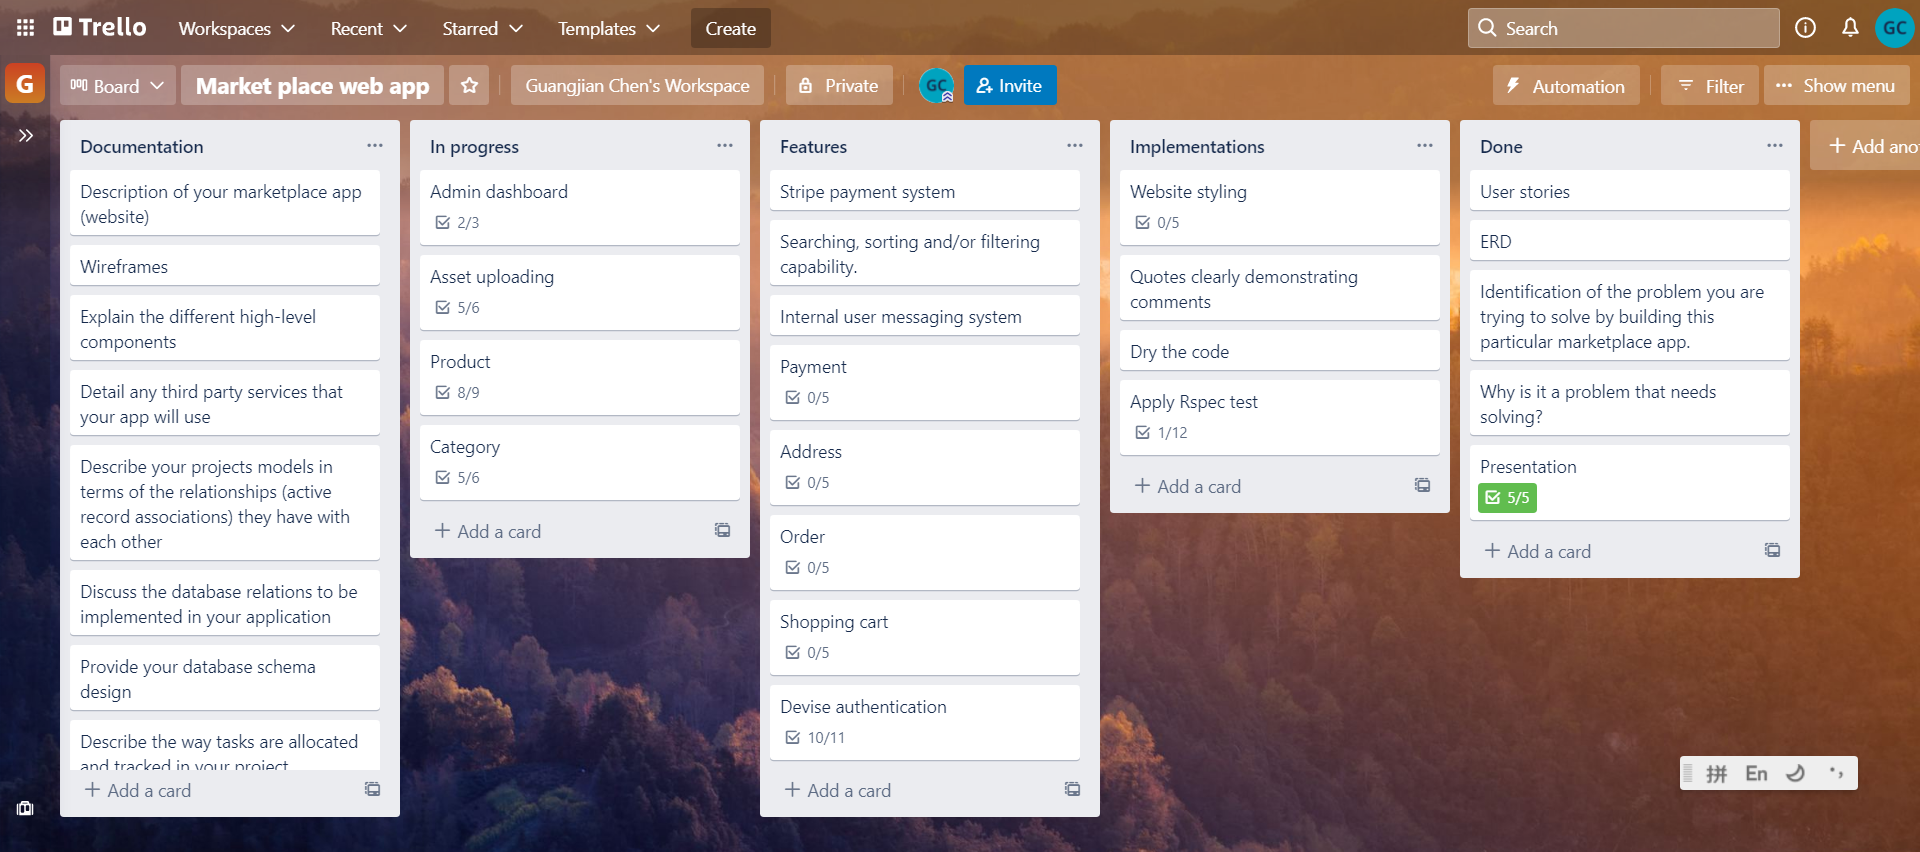 Trello
Workspaces
Recent
Starred
Templates
Create
Search
GC
G
Board
Market place web app
Guangjian Chen's Workspace
Private
GC
Invite
Automation
Filter
Show menu
Documentation
Description of your marketplace app
(website)
Wireframes
Explain the different high-level
components
Detail any third party services that
your app will use
Describe your projects models in
terms of the relationships (active
record associations) they have with
each other
Discuss the database relations to be
implemented in your application
Provide your database schema
design
Describe the way tasks are allocated
and tracked in your project
Add a card
In progress
Admin dashboard
2/3
Asset uploading
5/6
Product
8/9
Category
5/6
Add a card
Features
Stripe payment system
Searching, sorting and/or filtering
capability.
Internal user messaging system
Payment
0/5
Address
0/5
Order
0/5
Shopping cart
0/5
Devise authentication
10/11
Add a card
Implementations
Website styling
0/5
Quotes clearly demonstrating
comments
Dry the code
Apply Rspec test
1/12
Add a card
Done
User stories
ERD
Identification of the problem you are
trying to solve by building this
particular marketplace app.
Why is it a problem that needs
solving?
Presentation
5/5
Add a card
Add ano
拼 En